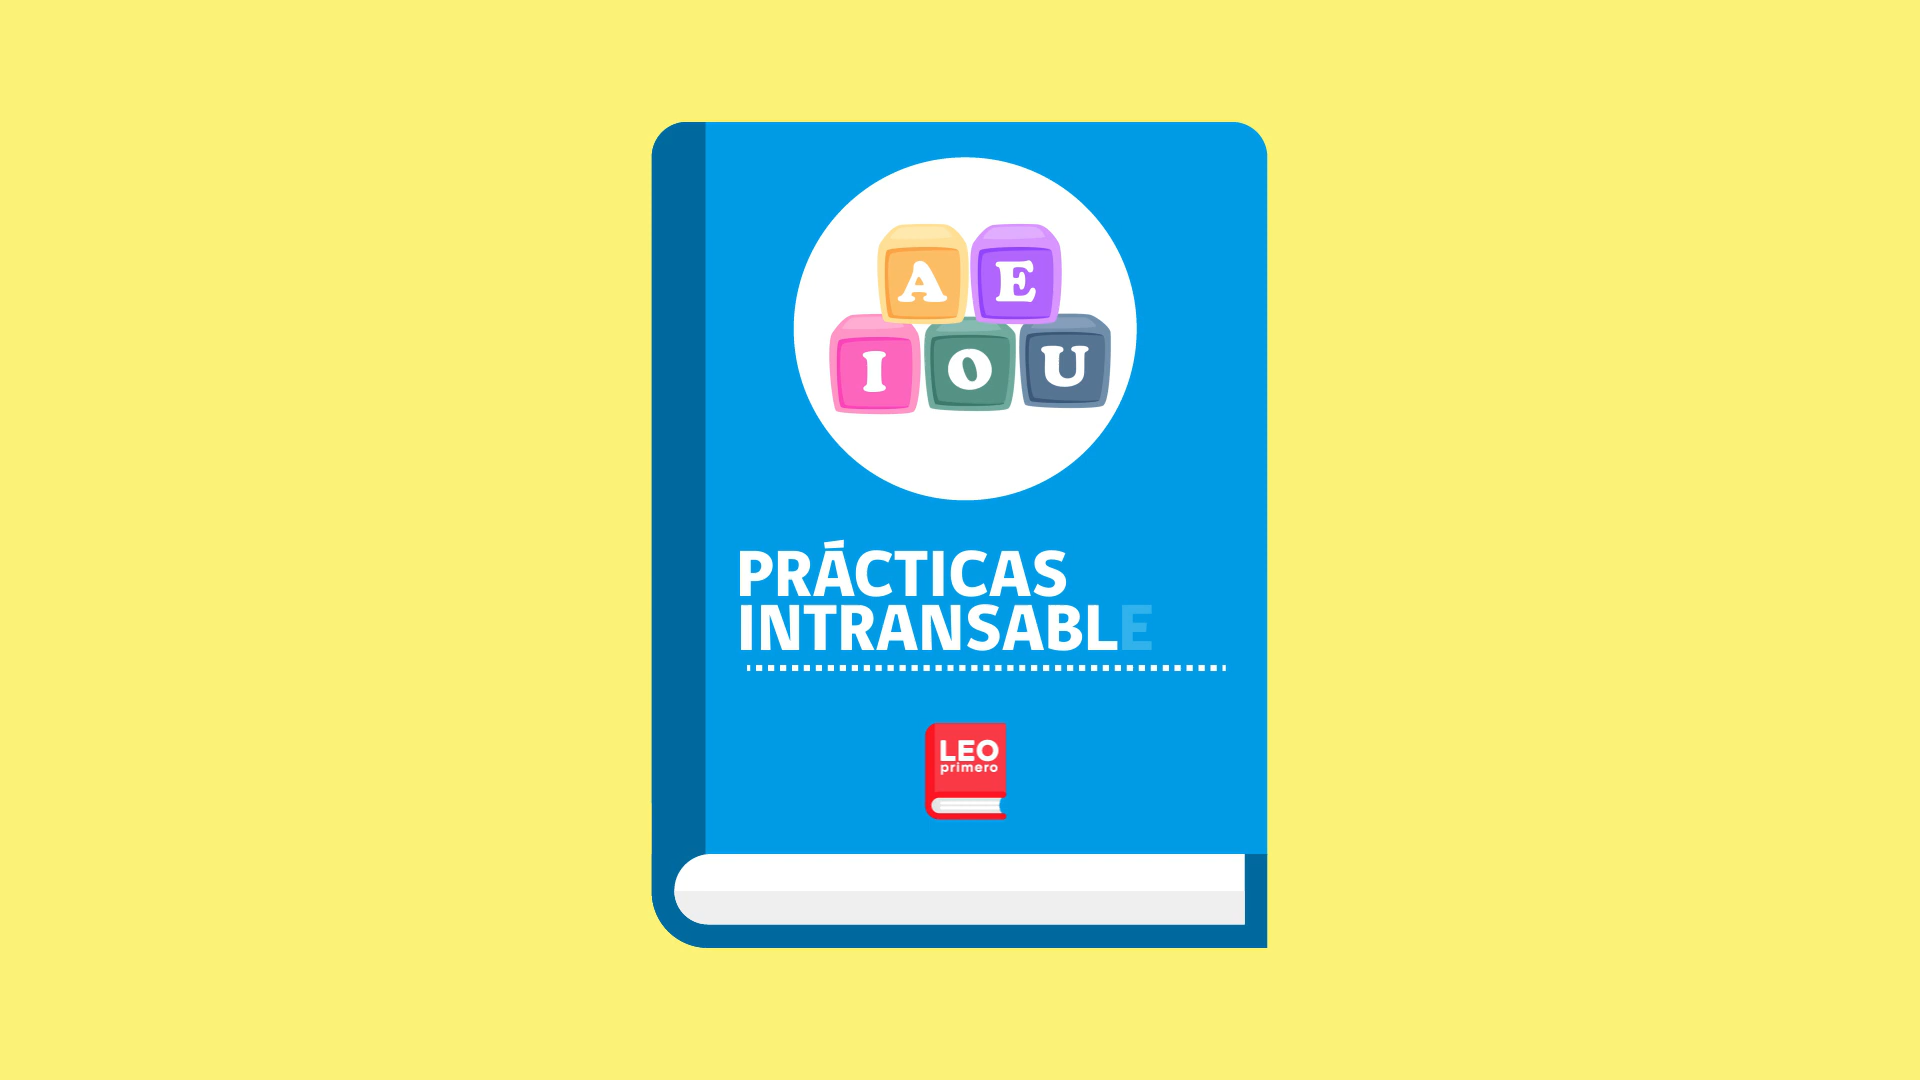 A E
I O U
PRÁCTICAS
INTRANSABLE
LEO
primero